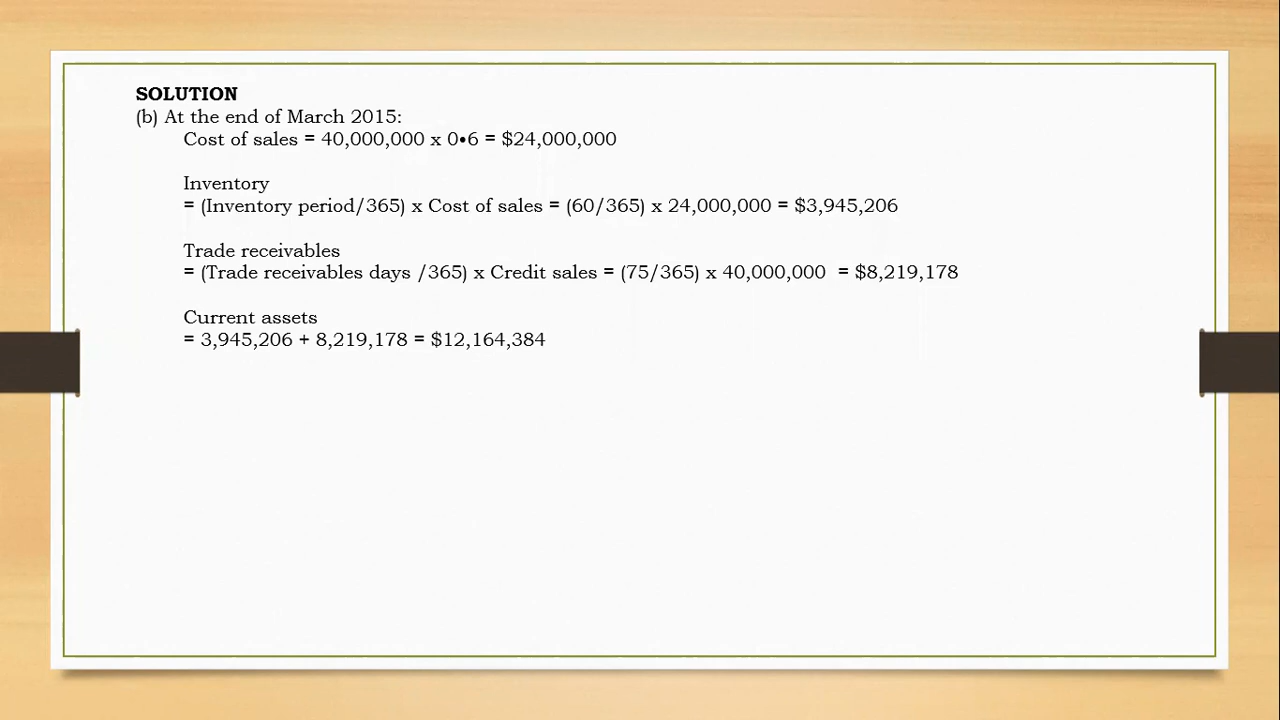 SOLUTION
(b) At the end of March 2015:
Cost of sales = 40,000,000 x 0•6 = $24,000,000
Inventory
= (Inventory period/365) x Cost of sales = (60/365) x 24,000,000 = $3,945,206
Trade receivables
= (Trade receivables days /365) x Credit sales = (75/365) x 40,000,000  = $8,219,178
Current assets
= 3,945,206 + 8,219,178 = $12,164,384